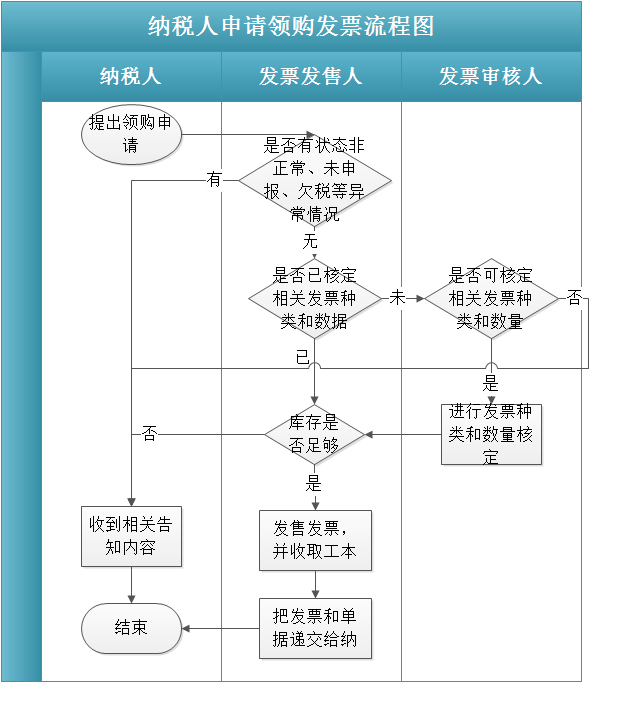 纳税人申请领购发票流程图
纳税人
发票发售人
发票审核人
提出领购申
请
是否有状态非
正常、未申
报、欠税等异
常情况
有
无
是否已核定
相关发票种
类和数据
未
是否可核定
相关发票种
类和数量
否
已
是
库存是
否足够
进行发票种
类和数量核
定
否
是
收到相关告
知内容
发售发票,
并收取工本
结束
把发票和单
据递交给纳